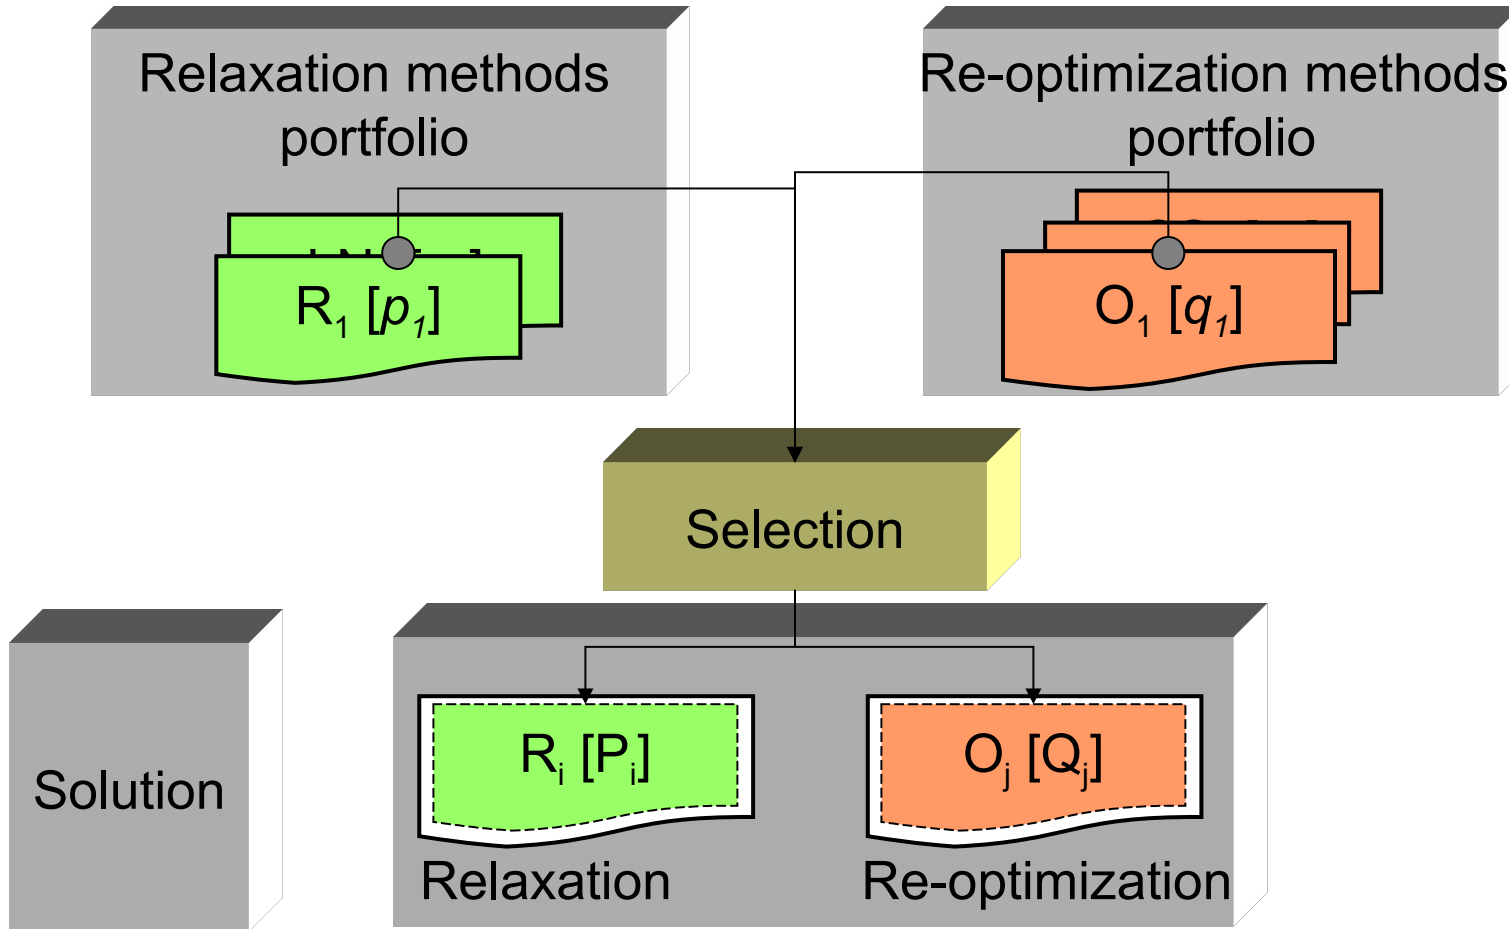 Relaxation methods
portfolio
Re-optimization methods
portfolio
R₁ [p₁]
O₁ [q₁]
Selection
Solution
Rᵢ [Pᵢ]
Oⱼ [Qⱼ]
Relaxation
Re-optimization